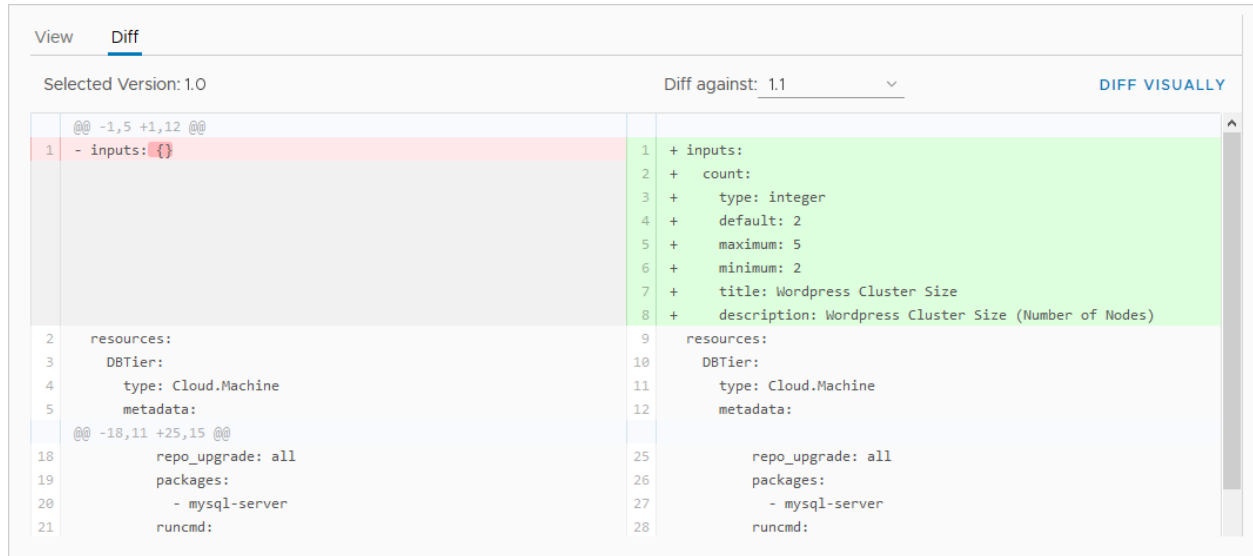 View Diff
Selected Version: 1.0 Diff against: 1.1 DIFF VISUALLY
@@ -1,5 +1,12 @@
1 - inputs: {} 1 + inputs:
2 + count:
3 + type: integer
4 + default: 2
5 + maximum: 5
6 + minimum: 2
7 + title: Wordpress Cluster Size
8 + description: Wordpress Cluster Size (Number of Nodes)
2 resources: 9 resources:
3 DBTier: 10 DBTier:
4 type: Cloud.Machine 11 type: Cloud.Machine
5 metadata: 12 metadata:
@@ -18,11 +25,15 @@
18 repo_upgrade: all 25 repo_upgrade: all
19 packages: 26 packages:
20 - mysql-server 27 - mysql-server
21 runcmd: 28 runcmd: